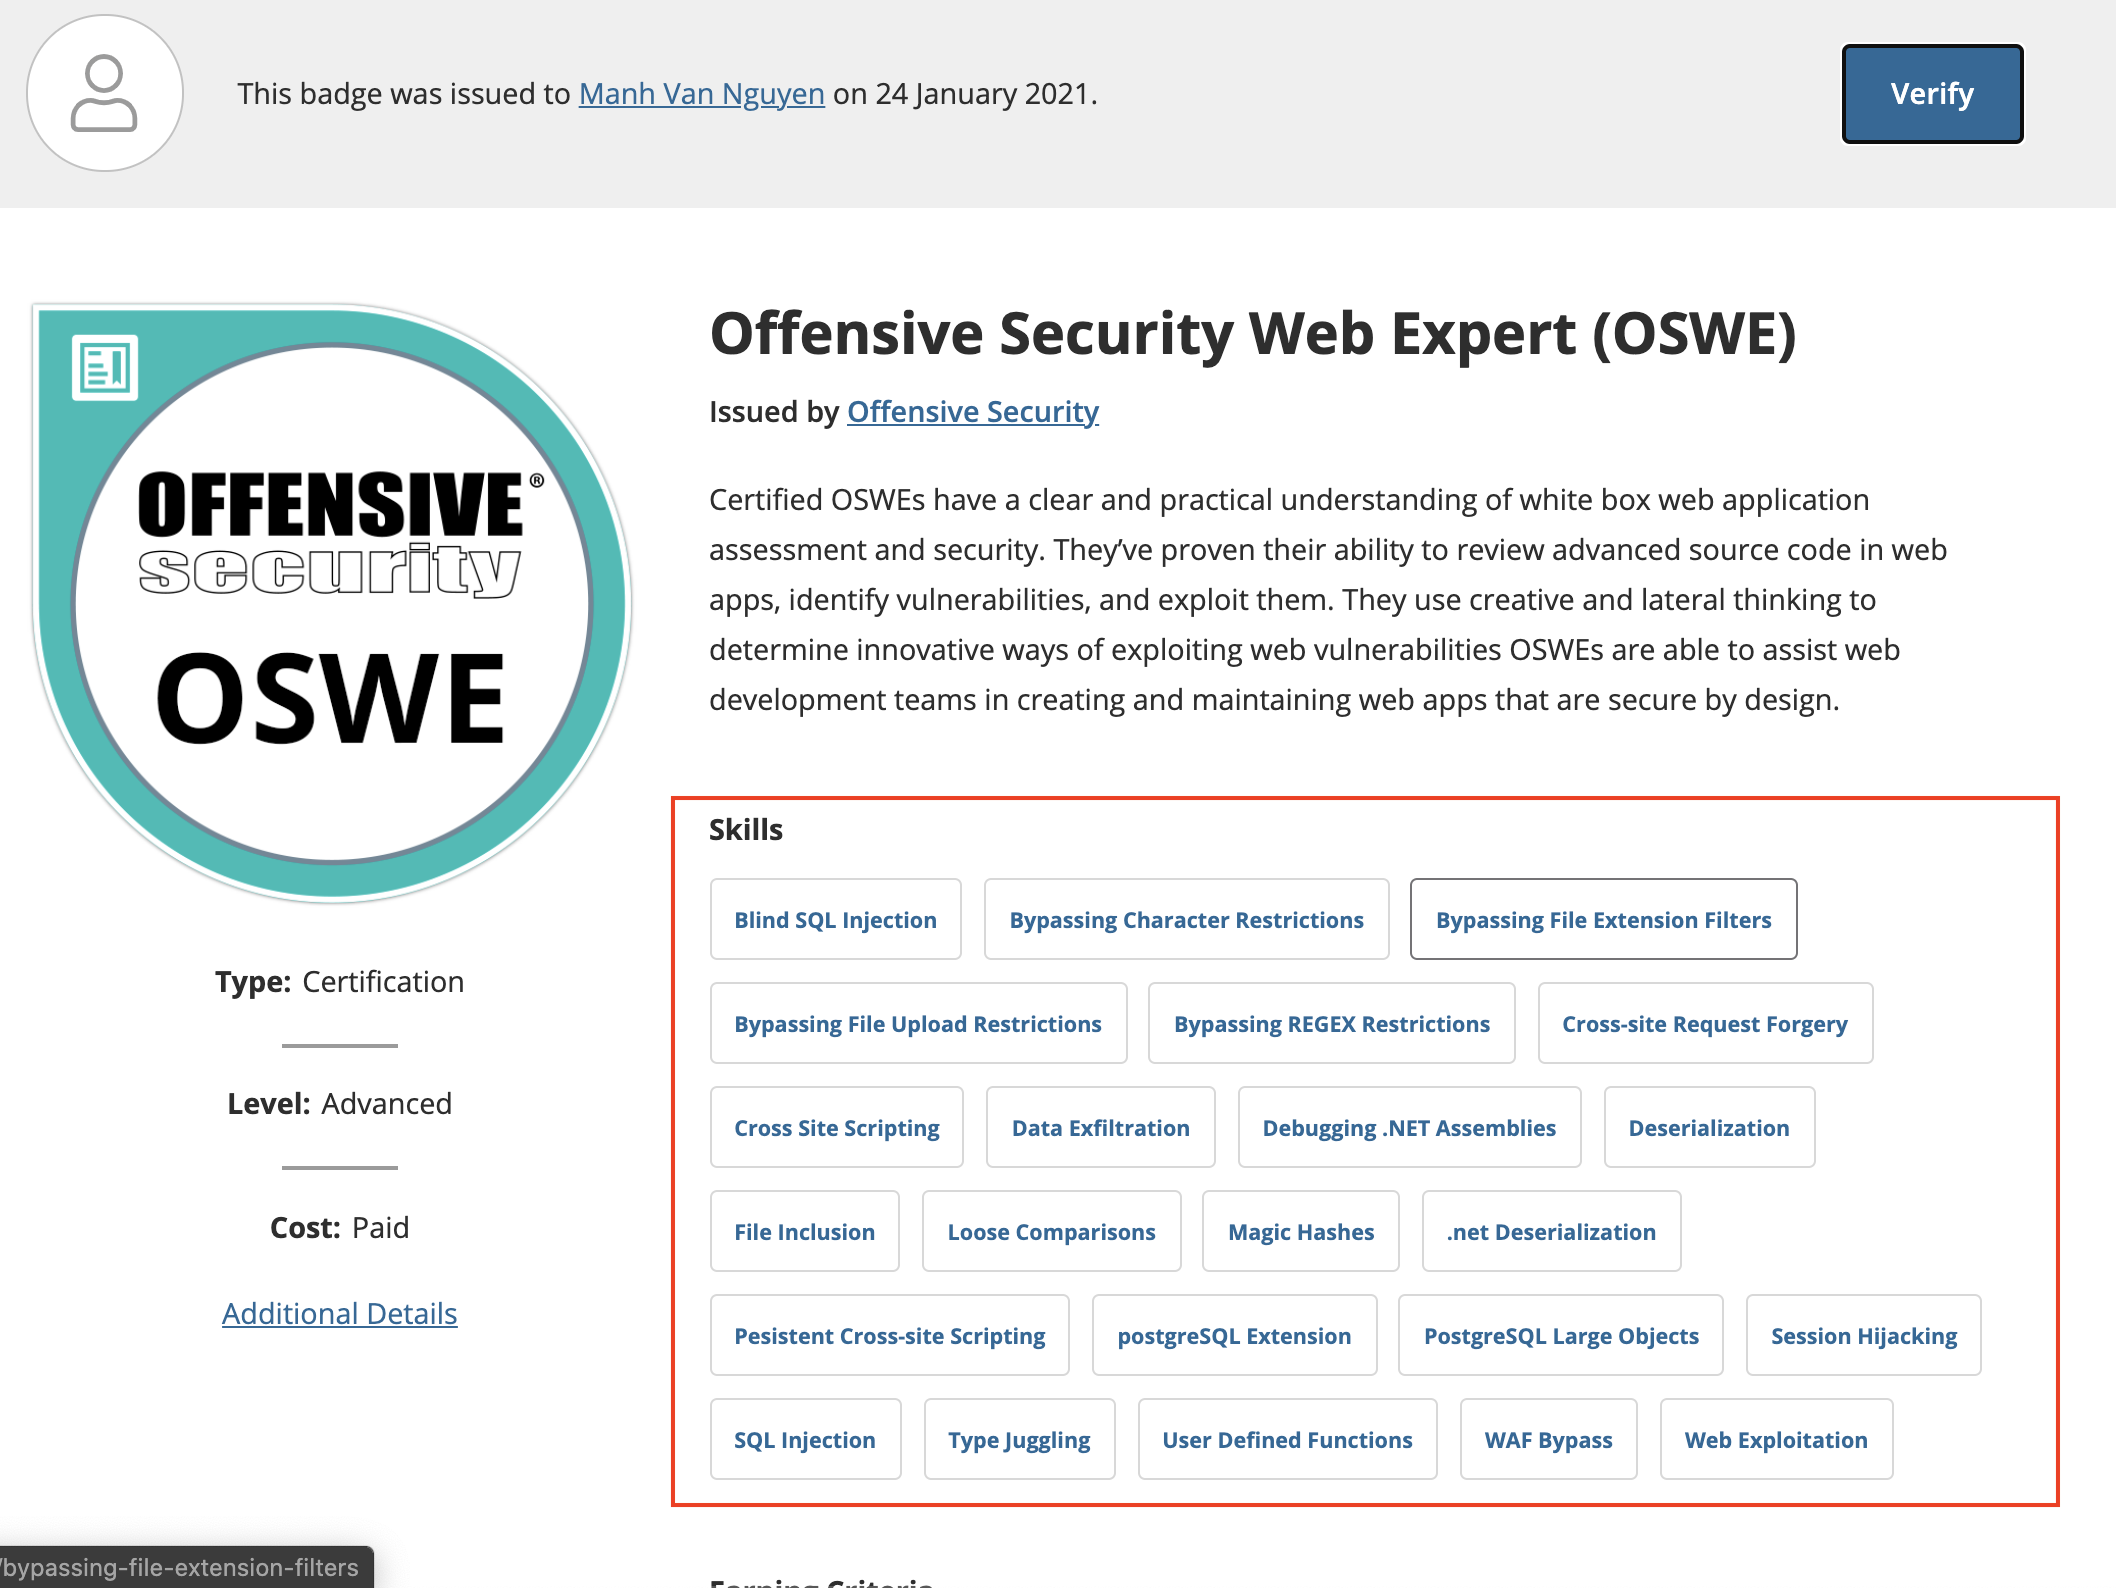 This badge was issued to Manh Van Nguyen on 24 January 2021.
Verify
OFFENSIVE®
security
OSWE
Type: Certification
Level: Advanced
Cost: Paid
Additional Details
Offensive Security Web Expert (OSWE)
Issued by Offensive Security
Certified OSWEs have a clear and practical understanding of white box web application
assessment and security. They’ve proven their ability to review advanced source code in web
apps, identify vulnerabilities, and exploit them. They use creative and lateral thinking to
determine innovative ways of exploiting web vulnerabilities OSWEs are able to assist web
development teams in creating and maintaining web apps that are secure by design.
Skills
Blind SQL Injection Bypassing Character Restrictions Bypassing File Extension Filters
Bypassing File Upload Restrictions Bypassing REGEX Restrictions Cross-site Request Forgery
Cross Site Scripting Data Exfiltration Debugging .NET Assemblies Deserialization
File Inclusion Loose Comparisons Magic Hashes .net Deserialization
Pesistent Cross-site Scripting postgreSQL Extension PostgreSQL Large Objects Session Hijacking
SQL Injection Type Juggling User Defined Functions WAF Bypass Web Exploitation
Earning Criteria
/bypassing-file-extension-filters